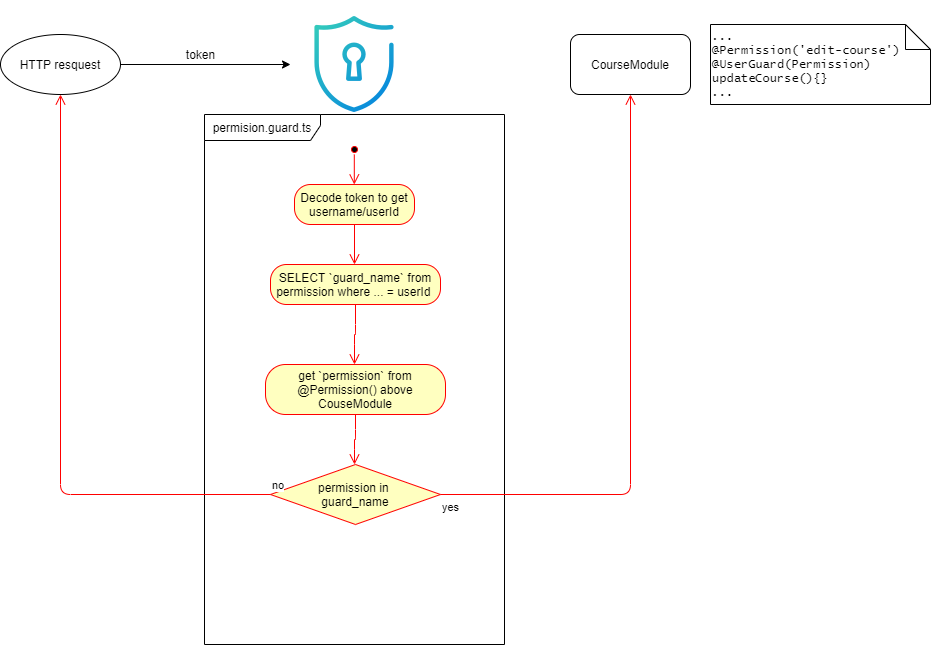 HTTP resquest
token
CourseModule
...
@Permission('edit-course')
@UserGuard(Permission)
updateCourse(){}
...
permision.guard.ts
Decode token to get
username/userId
SELECT `guard_name` from
permission where ... = userId
get `permission` from
@Permission() above
CouseModule
no
permission in
guard_name
yes